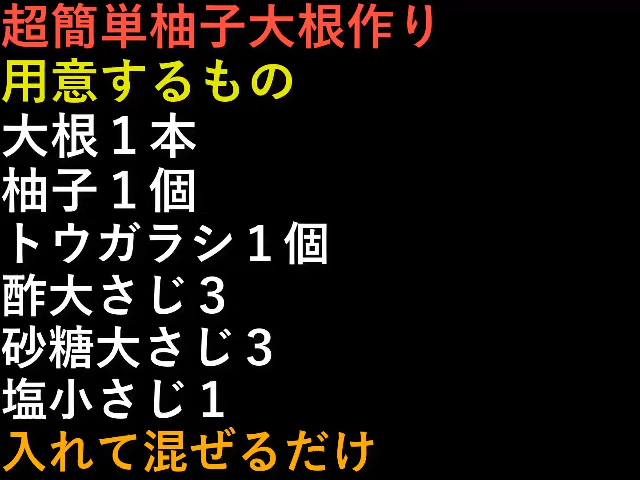 超簡単柚子大根作り
用意するもの
大根１本
柚子１個
トウガラシ１個
酢大さじ３
砂糖大さじ３
塩小さじ１
入れて混ぜるだけ